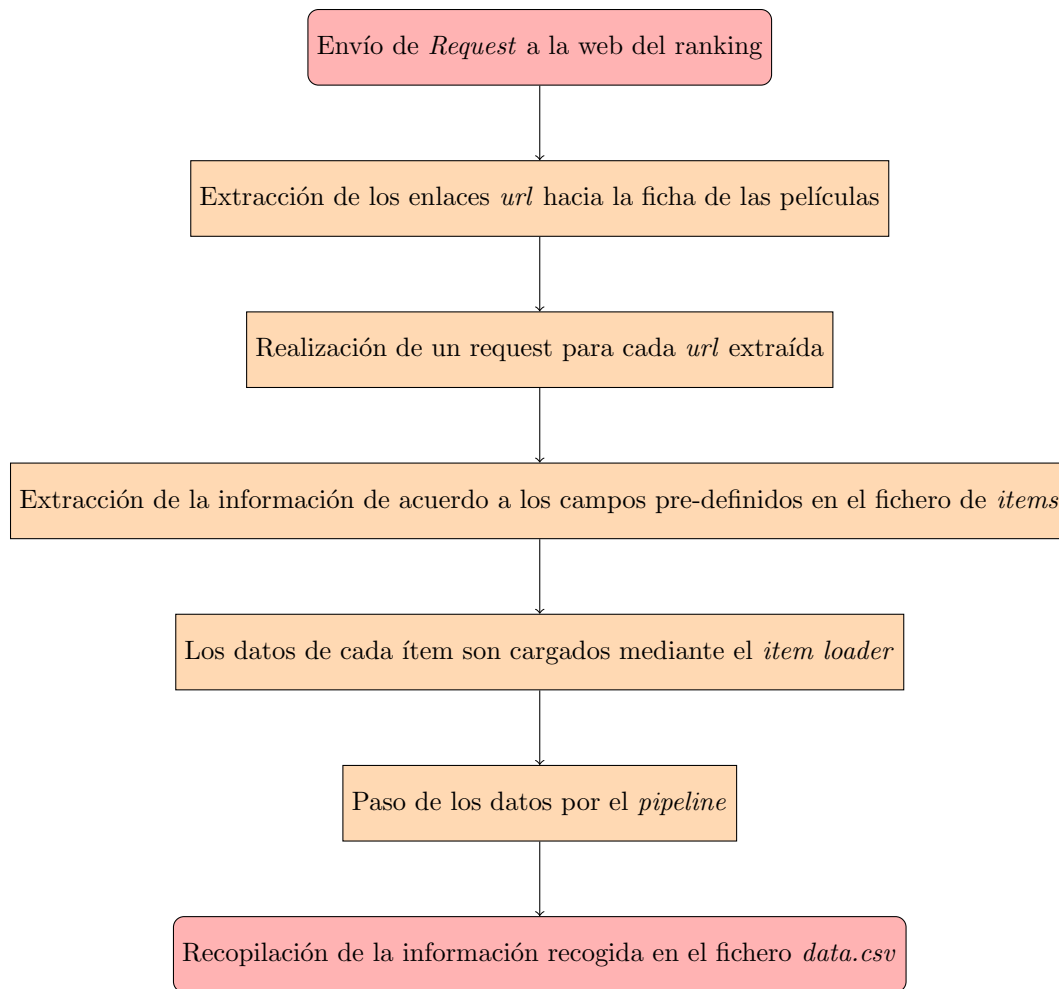 Envío de Request a la web del ranking
Extracción de los enlaces url hacia la ficha de las películas
Realización de un request para cada url extraída
Extracción de la información de acuerdo a los campos pre-definidos en el fichero de items
Los datos de cada ítem son cargados mediante el item loader
Paso de los datos por el pipeline
Recopilación de la información recogida en el fichero data.csv